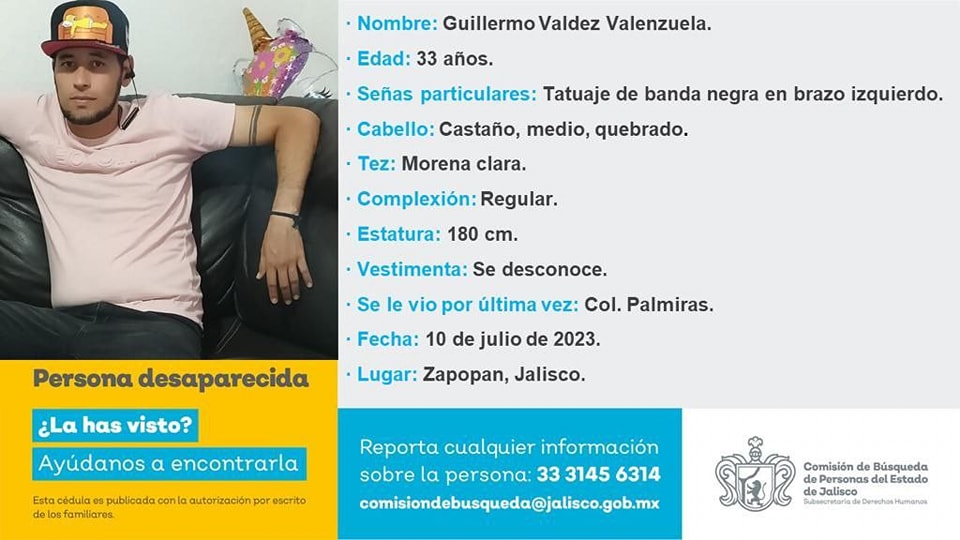 · Nombre: Guillermo Valdez Valenzuela.
· Edad: 33 años.
· Señas particulares: Tatuaje de banda negra en brazo izquierdo.
· Cabello: Castaño, medio, quebrado.
· Tez: Morena clara.
· Complexión: Regular.
· Estatura: 180 cm.
· Vestimenta: Se desconoce.
· Se le vio por última vez: Col. Palmiras.
· Fecha: 10 de julio de 2023.
· Lugar: Zapopan, Jalisco.
Persona desaparecida
¿La has visto?
Ayúdanos a encontrarla
Esta cédula es publicada con la autorización por escrito
de los familiares.
Reporta cualquier información
sobre la persona: 33 3145 6314
comisiondebusqueda@jalisco.gob.mx
Comisión de Búsqueda
de Personas del Estado
de Jalisco
Subsecretaría de Derechos Humanos